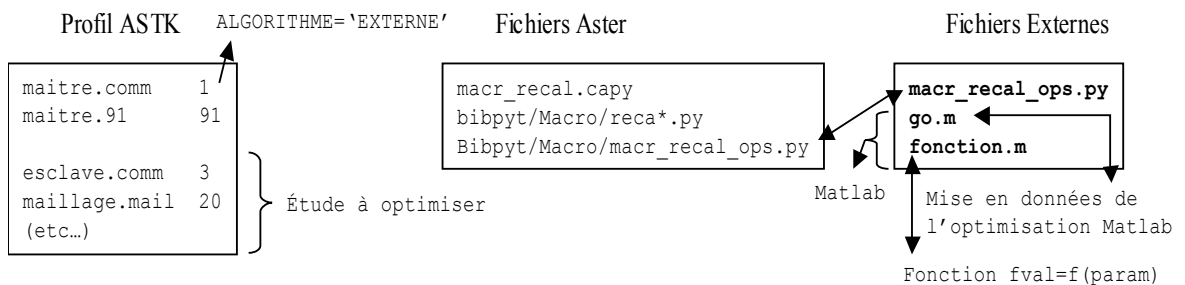 Profil ASTK
ALGORITHME=‘EXTERNE’
maitre.comm 1
maitre.91 91
esclave.comm 3
maillage.mail 20
(etc…)
Étude à optimiser
Fichiers Aster
macr_recal.capy
bibpyt/Macro/reca*.py
Bibpyt/Macro/macr_recal_ops.py
Fichiers Externes
macr_recal_ops.py
go.m
fonction.m
Matlab
Mise en données de
l’optimisation Matlab
Fonction fval=f(param)